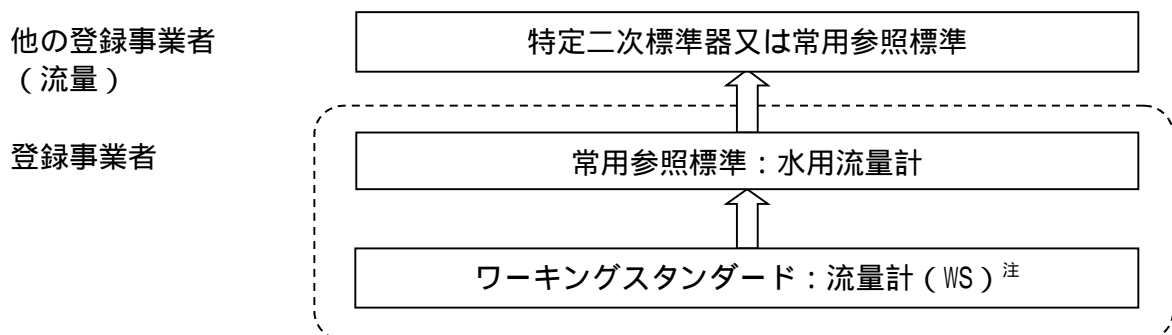 他の登録事業者
（流量）
特定二次標準器又は常用参照標準
登録事業者
常用参照標準：水用流量計
ワーキングスタンダード：流量計（WS）注